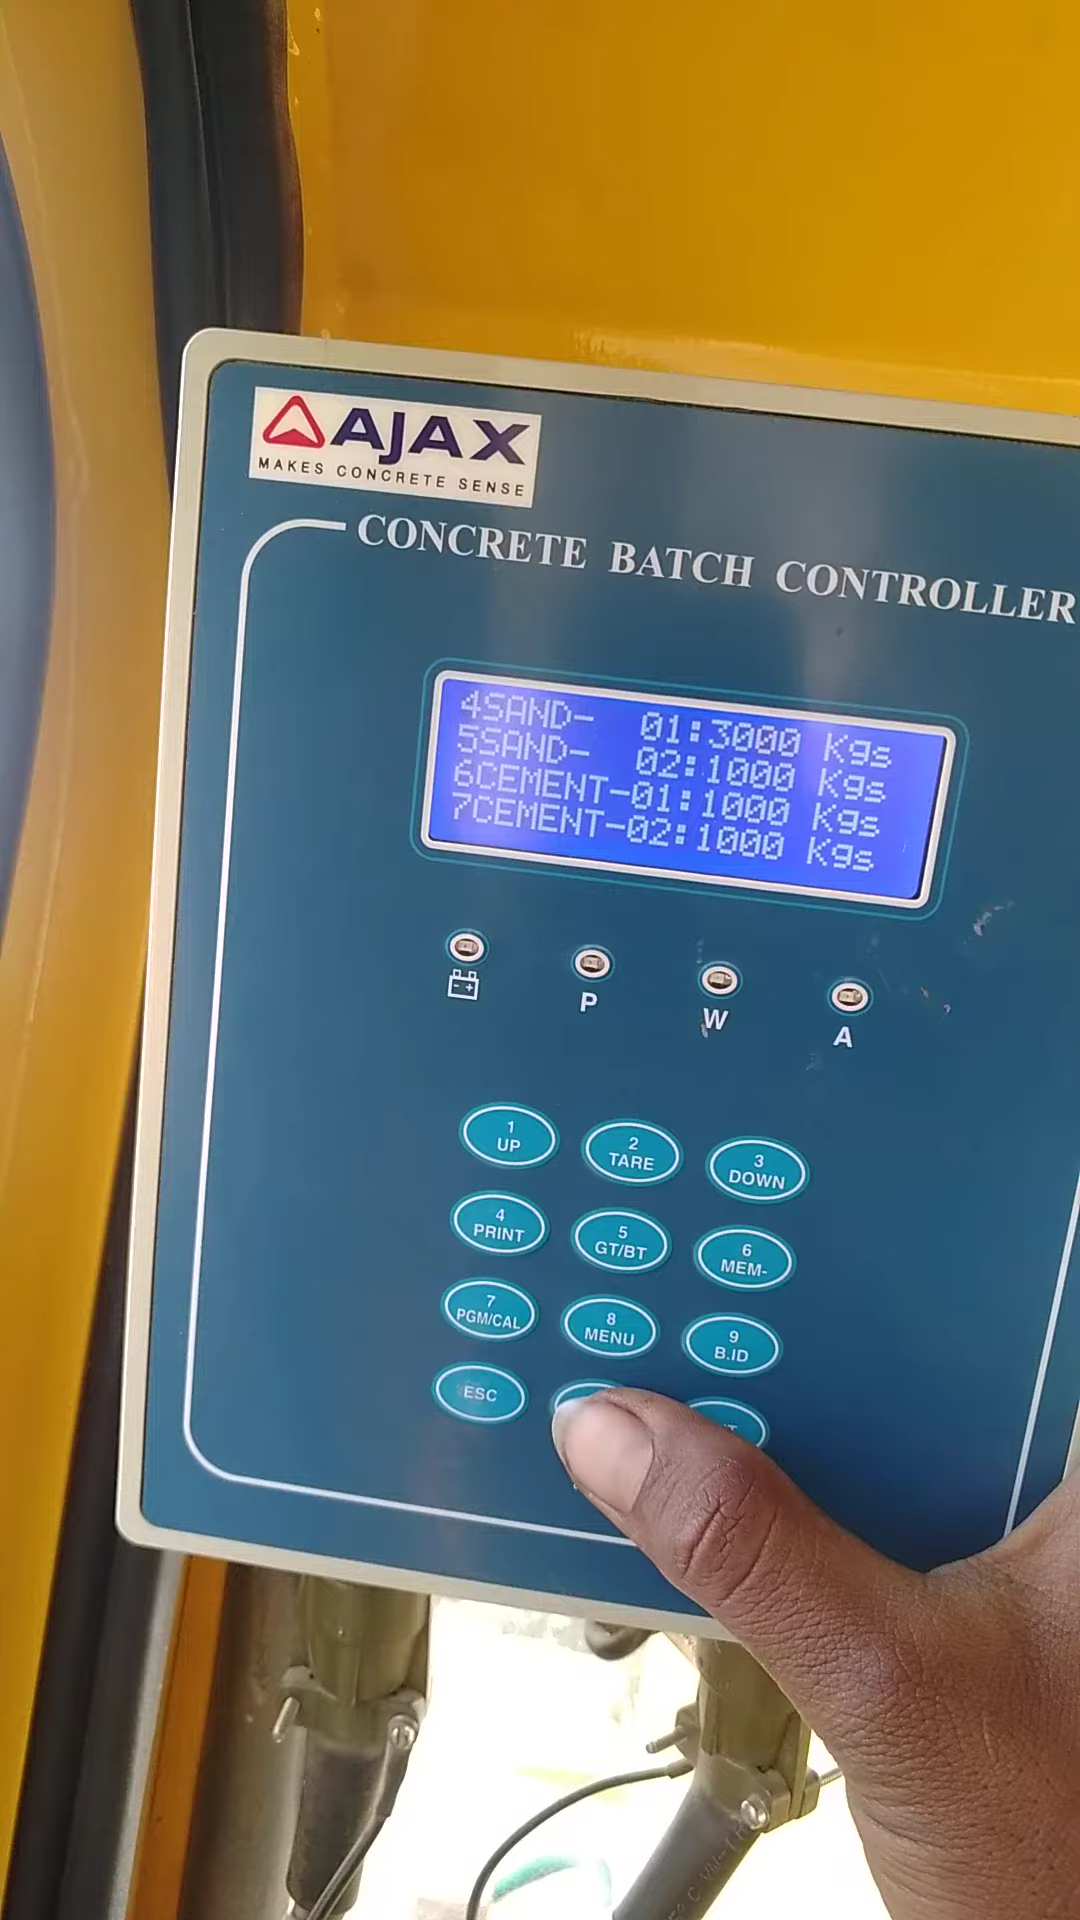 AJAX
MAKES CONCRETE SENSE
CONCRETE BATCH CONTROLLER
4SAND- 01:3000 Kgs
5SAND- 02:1000 Kgs
6CEMENT-01:1000 Kgs
7CEMENT-02:1000 Kgs
- +
P
W
A
1
UP
2
TARE
3
DOWN
4
PRINT
5
GT/BT
6
MEM-
7
PGM/CAL
8
MENU
9
B.ID
ESC